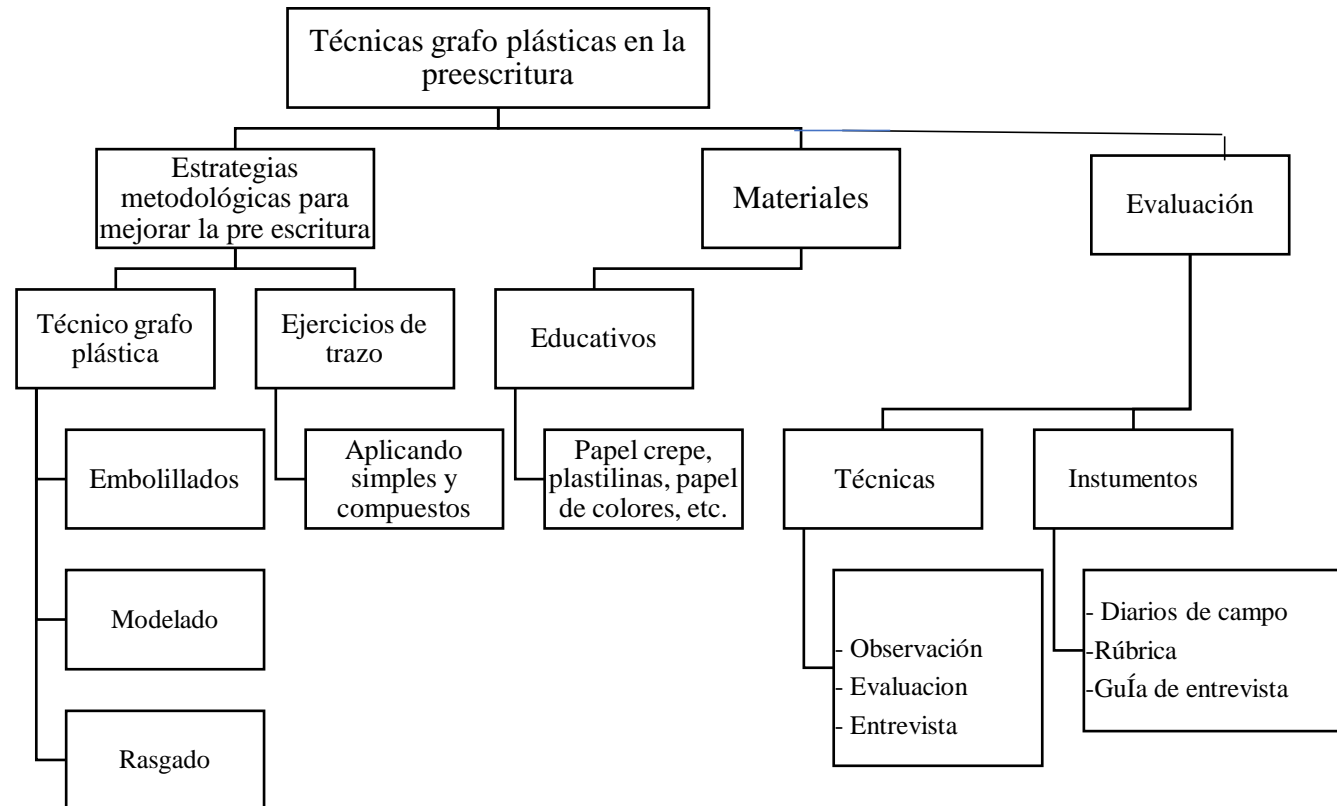 Técnicas grafo plásticas en la
preescritura
Estrategias
metodológicas para
mejorar la pre escritura
Materiales
Evaluación
Técnico grafo
plástica
Ejercicios de
trazo
Educativos
Embolillados
Aplicando
simples y
compuestos
Papel crepe,
plastilinas, papel
de colores, etc.
Técnicas
Instumentos
Modelado
- Observación
- Evaluacion
- Entrevista
- Diarios de campo
-Rúbrica
-GuÍa de entrevista
Rasgado